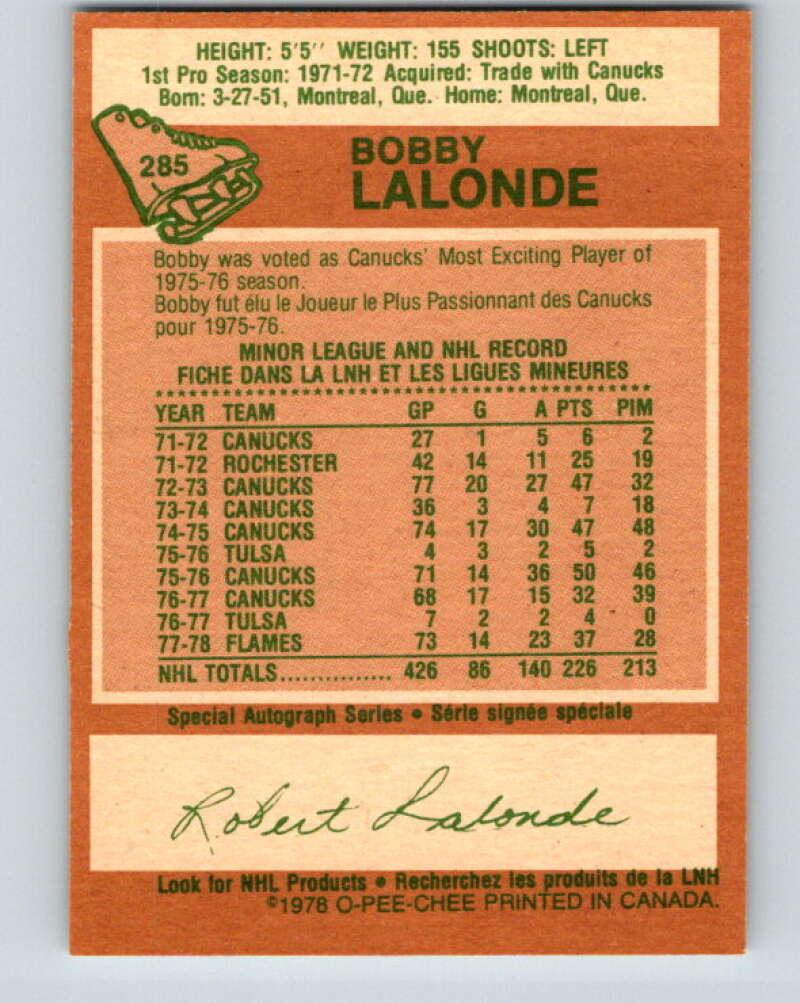 HEIGHT: 5'5'' WEIGHT: 155 SHOOTS: LEFT
1st Pro Season: 1971-72 Acquired: Trade with Canucks
Born: 3-27-51, Montreal, Que. Home: Montreal, Que.
285
BOBBY
LALONDE
Bobby was voted as Canucks' Most Exciting Player of
1975-76 season.
Bobby fut élu le Joueur le Plus Passionnant des Canucks
pour 1975-76.
MINOR LEAGUE AND NHL RECORD
FICHE DANS LA LNH ET LES LIGUES MINEURES
YEAR TEAM GP G A PTS PIM
71-72 CANUCKS 27 1 5 6 2
71-72 ROCHESTER 42 14 11 25 19
72-73 CANUCKS 77 20 27 47 32
73-74 CANUCKS 36 3 4 7 18
74-75 CANUCKS 74 17 30 47 48
75-76 TULSA 4 3 2 5 2
75-76 CANUCKS 71 14 36 50 46
76-77 CANUCKS 68 17 15 32 39
76-77 TULSA 7 2 2 4 0
77-78 FLAMES 73 14 23 37 28
NHL TOTALS............... 426 86 140 226 213
Special Autograph Series • Série signée spéciale
Robert Lalonde
Look for NHL Products • Recherchez les produits de la LNH
©1978 O-PEE-CHEE PRINTED IN CANADA.